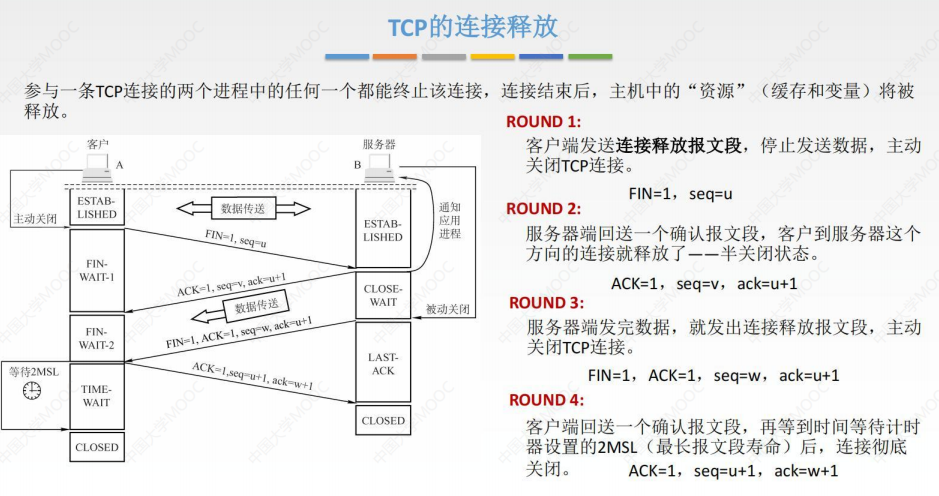 TCP的连接释放
参与一条TCP连接的两个进程中的任何一个都能终止该连接，连接结束后，主机中的“资源”（缓存和变量）将被
释放。
客户
A
服务器
B
主动关闭
ESTAB-
LISHED
数据传送
通知
应用
进程
ESTAB-
LISHED
FIN=1, seq=u
FIN-
WAIT-1
ACK=1, seq=v, ack=u+1
CLOSE-
WAIT
数据传送
被动关闭
FIN-
WAIT-2
FIN=1, ACK=1, seq=w, ack=u+1
LAST-
ACK
等待2MSL
ACK=1,seq=u+1, ack=w+1
TIME-
WAIT
CLOSED
CLOSED
ROUND 1:
客户端发送连接释放报文段，停止发送数据，主动
关闭TCP连接。
FIN=1，seq=u
ROUND 2:
服务器端回送一个确认报文段，客户到服务器这个
方向的连接就释放了——半关闭状态。
ACK=1，seq=v，ack=u+1
ROUND 3:
服务器端发完数据，就发出连接释放报文段，主动
关闭TCP连接。
FIN=1，ACK=1，seq=w，ack=u+1
ROUND 4:
客户端回送一个确认报文段，再等到时间等待计时
器设置的2MSL（最长报文段寿命）后，连接彻底
关闭。
ACK=1，seq=u+1，ack=w+1
中国大学MOOC